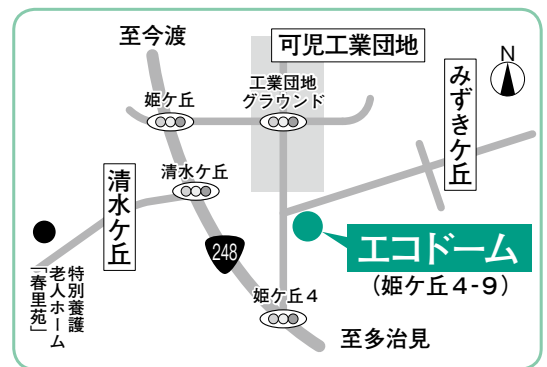 至今渡
可児工業団地
N
工業団地
グラウンド
姫ケ丘
みずきケ丘
清水ケ丘
清水ケ丘
248
エコドーム
(姫ケ丘4-9)
特別養護
老人ホーム
「春里苑」
姫ケ丘4
至多治見